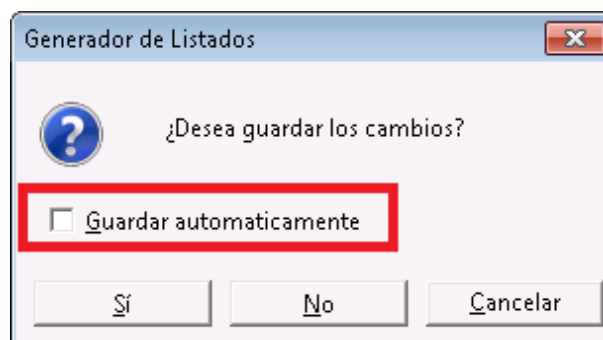 Generador de Listados
¿Desea guardar los cambios?
Guardar automaticamente
Sí No Cancelar